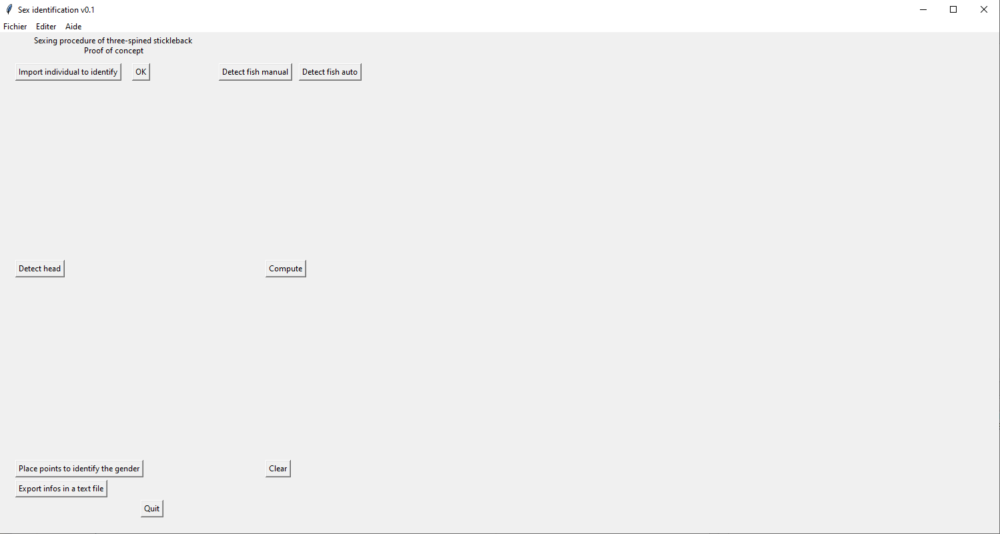 Sex identification v0.1
Fichier Editer Aide
Sexing procedure of three-spined stickleback
Proof of concept
Import individual to identify OK Detect fish manual Detect fish auto
Detect head Compute
Place points to identify the gender Clear
Export infos in a text file
Quit